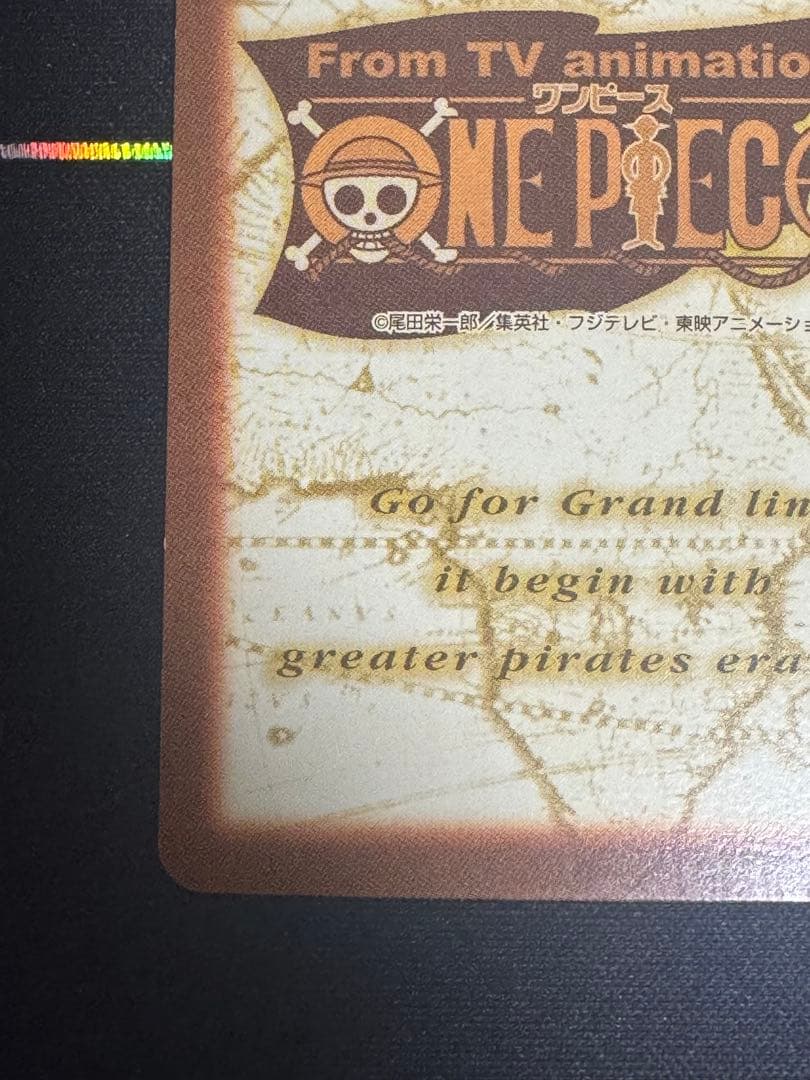 From TV animatio
ワンピース
ONE PIECE
©尾田栄一郎／集英社・フジテレビ・東映アニメーショ
Go for Grand lin
it begin with
greater pirates era